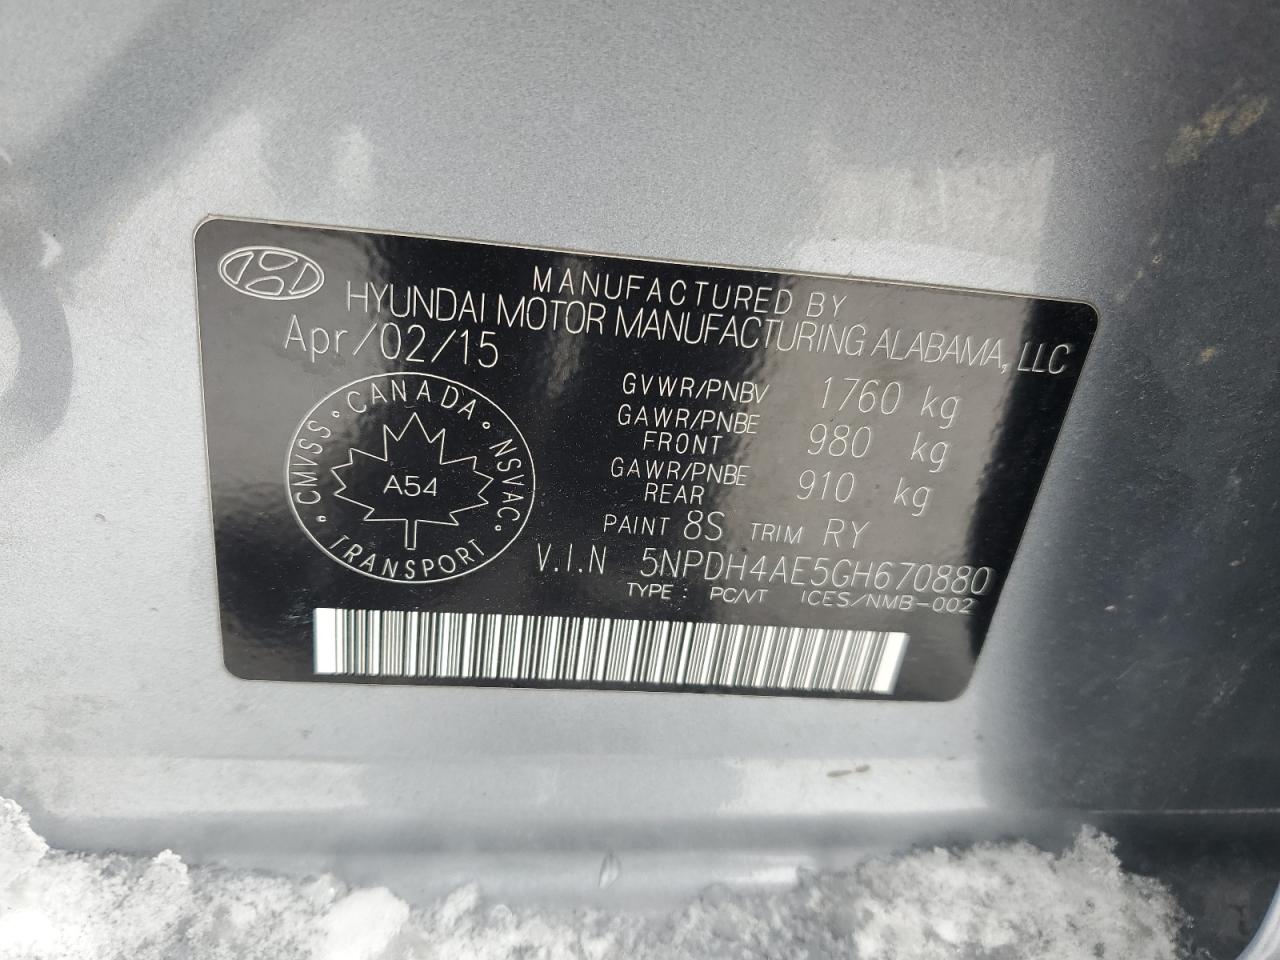 MANUFACTURED BY
HYUNDAI MOTOR MANUFACTURING ALABAMA, LLC
Apr/02/15
GVWR/PNBV 1760 kg
GAWR/PNBE FRONT 980 kg
GAWR/PNBE REAR 910 kg
CANADA · NSVAC · TRANSPORT · CMVSS ·
A54
PAINT 8S TRIM RY
V.I.N 5NPDH4AE5GH670880
TYPE : PC/VT ICES/NMB-002